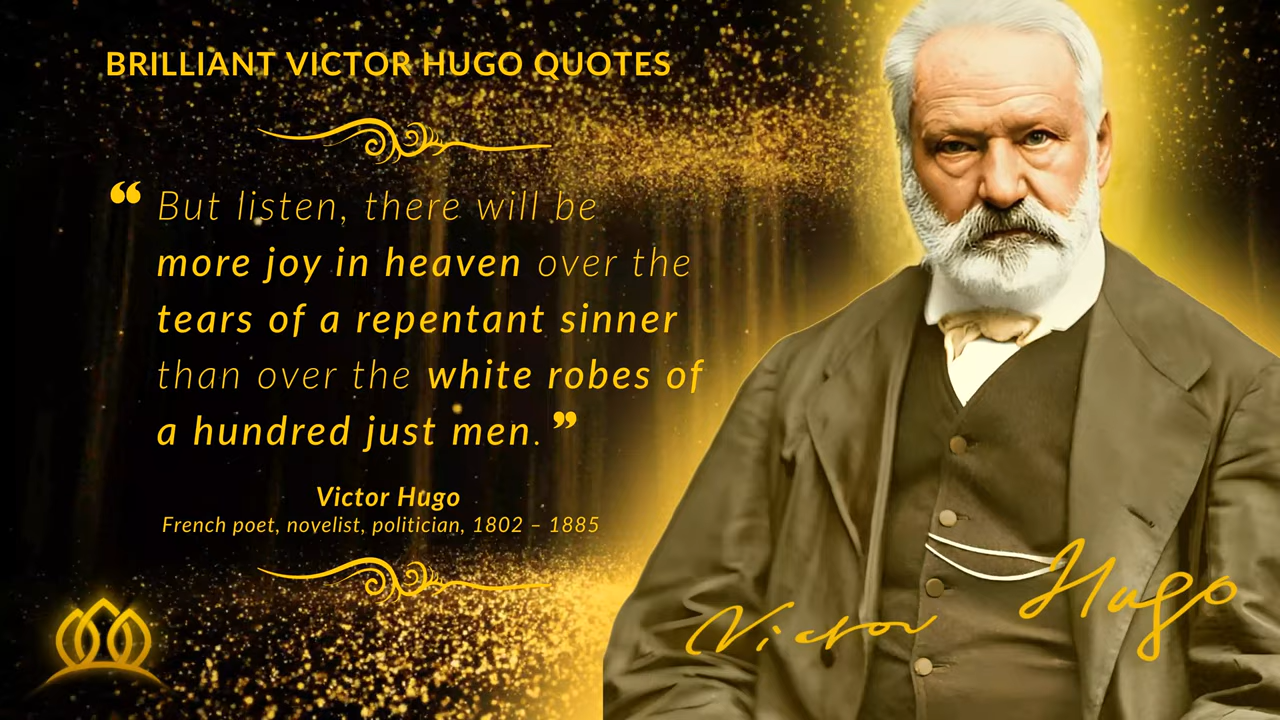 BRILLIANT VICTOR HUGO QUOTES
❝ But listen, there will be
more joy in heaven over the
tears of a repentant sinner
than over the white robes of
a hundred just men. ❞
Victor Hugo
French poet, novelist, politician, 1802 – 1885
Victor Hugo